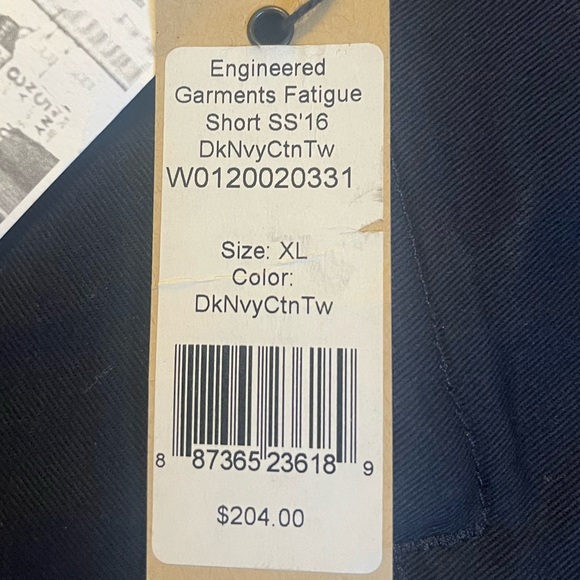 Engineered
Garments Fatigue
Short SS'16
DkNvyCtnTw
W0120020331
Size: XL
Color:
DkNvyCtnTw
8 87365 23618 9
$204.00